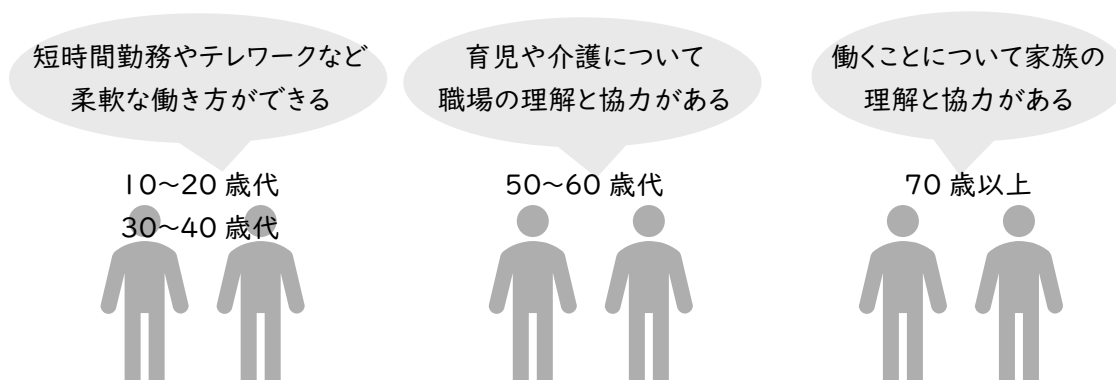 短時間勤務やテレワークなど
柔軟な働き方ができる
育児や介護について
職場の理解と協力がある
働くことについて家族の
理解と協力がある
10～20 歳代
30～40 歳代
50～60 歳代
70 歳以上